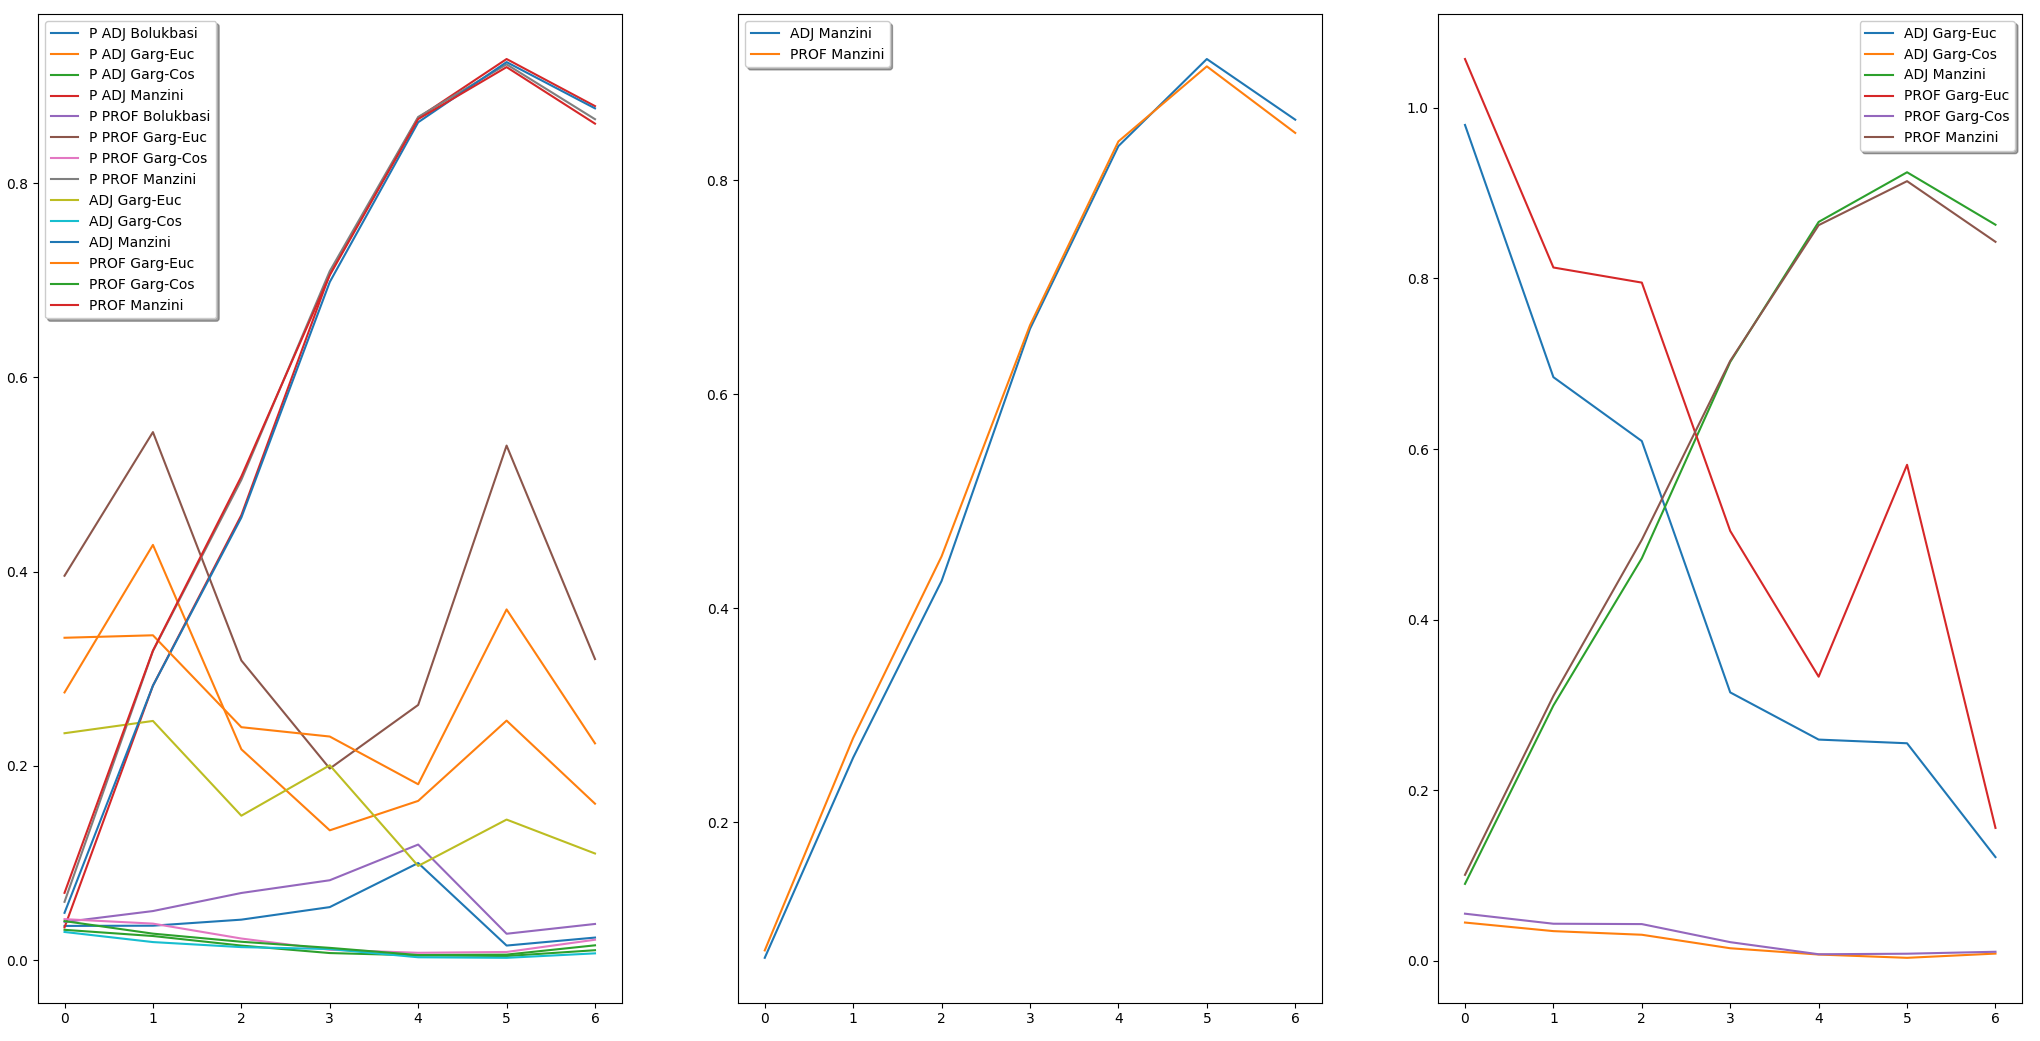 P ADJ Bolukbasi
P ADJ Garg-Euc
P ADJ Garg-Cos
P ADJ Manzini
P PROF Bolukbasi
P PROF Garg-Euc
P PROF Garg-Cos
P PROF Manzini
ADJ Garg-Euc
ADJ Garg-Cos
ADJ Manzini
PROF Garg-Euc
PROF Garg-Cos
PROF Manzini
0.8
0.6
0.4
0.2
0.0
0 1 2 3 4 5 6
ADJ Manzini
PROF Manzini
0.8
0.6
0.4
0.2
0 1 2 3 4 5 6
ADJ Garg-Euc
ADJ Garg-Cos
ADJ Manzini
PROF Garg-Euc
PROF Garg-Cos
PROF Manzini
1.0
0.8
0.6
0.4
0.2
0.0
0 1 2 3 4 5 6